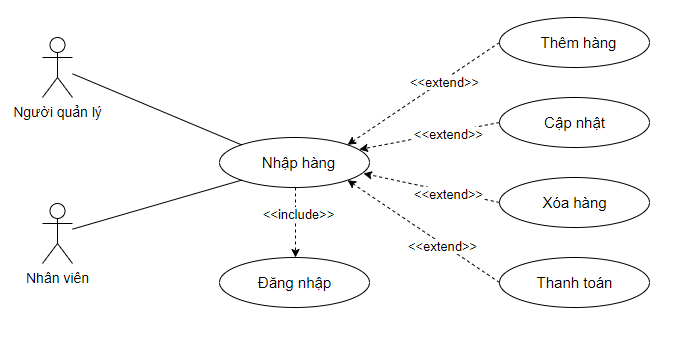 Thêm hàng
<<extend>>
Người quản lý
Cập nhật
<<extend>>
Nhập hàng
<<extend>>
Xóa hàng
<<include>>
<<extend>>
Nhân viên
Đăng nhập
Thanh toán